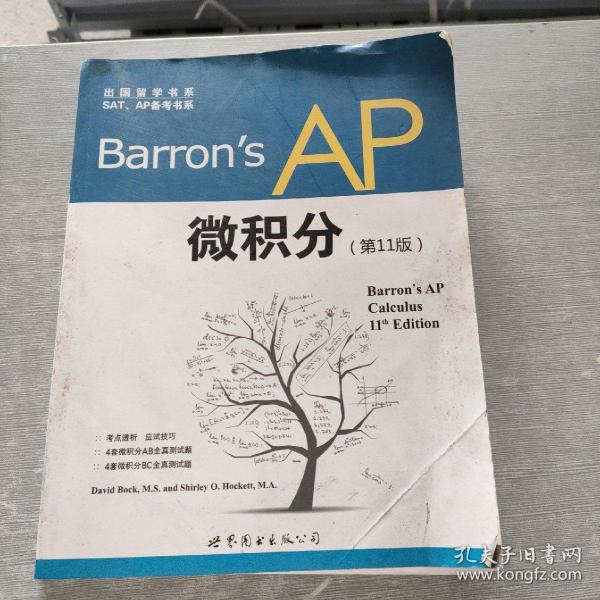 出国留学书系
SAT、AP备考书系
Barron's AP
微积分(第11版)
Barron's AP
Calculus
11th Edition
:: 考点透析 应试技巧
:: 4套微积分AB全真测试题
:: 4套微积分BC全真测试题
David Bock, M.S. and Shirley O. Hockett, M.A.
世界图书出版公司
孔夫子旧书网
www.kongfz.com